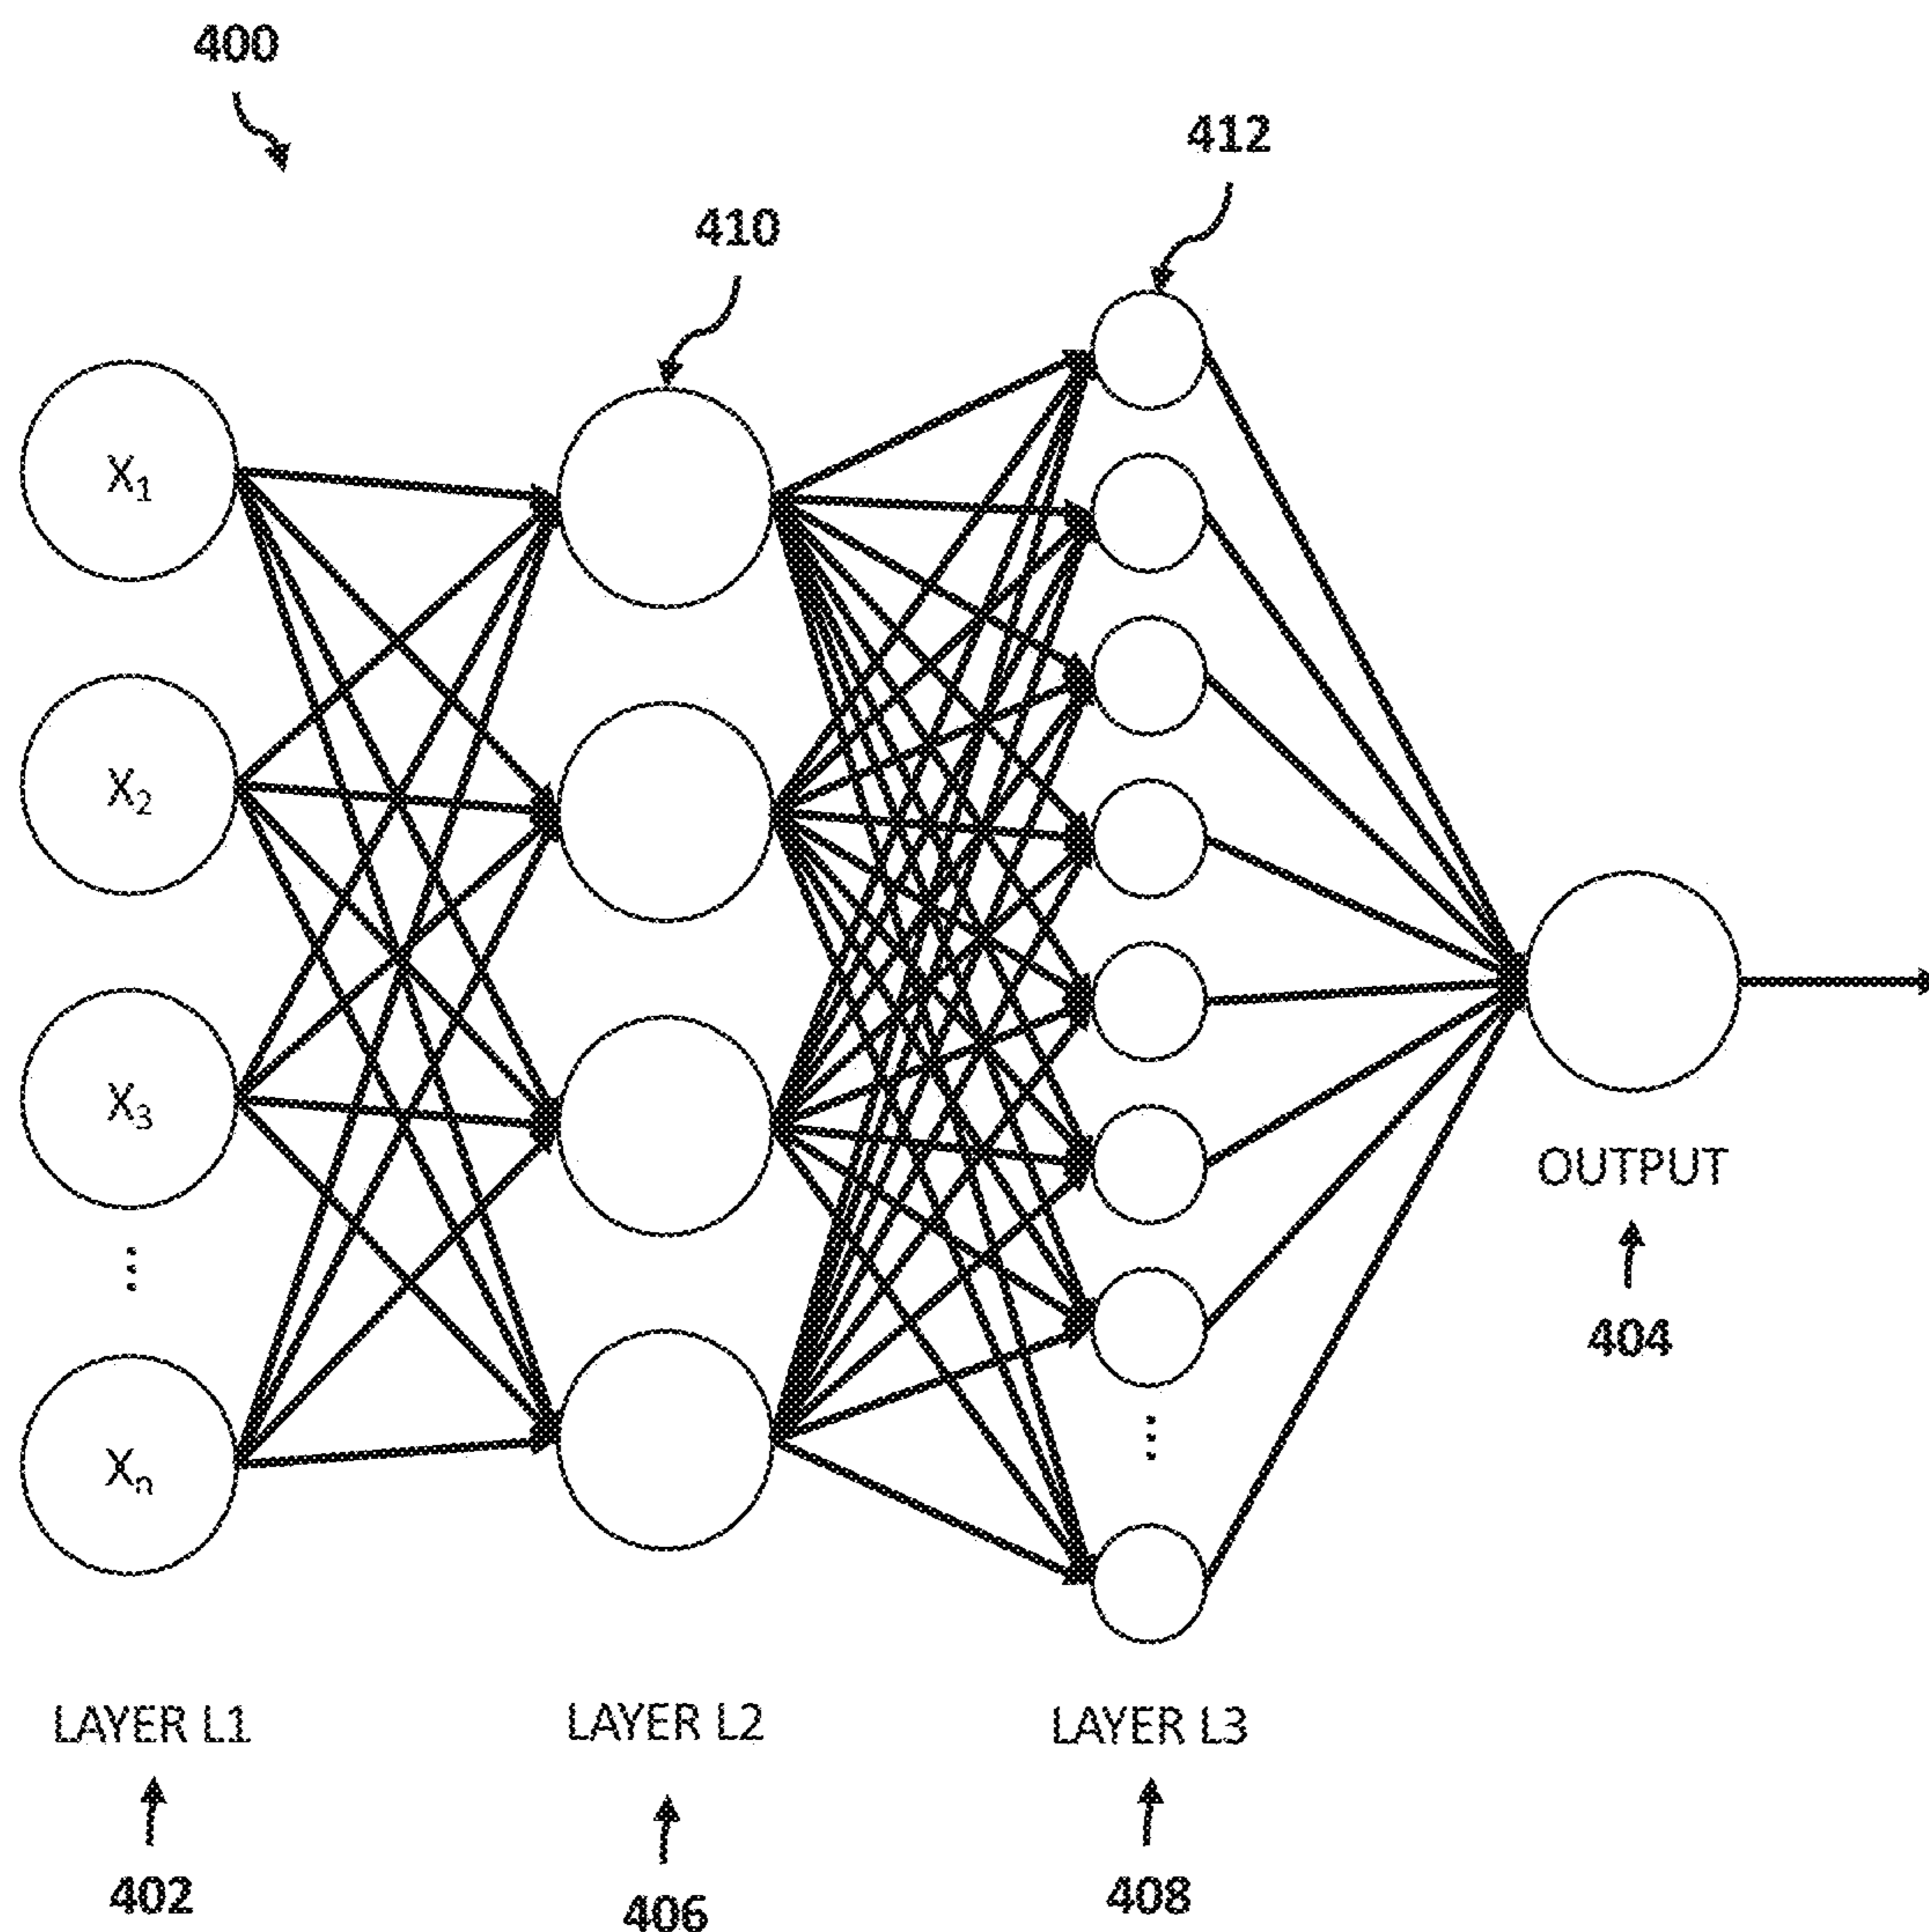 400
412
410
X1
X2
X3
⋮
Xn
⋮
OUTPUT
404
LAYER L1
LAYER L2
LAYER L3
402
406
408